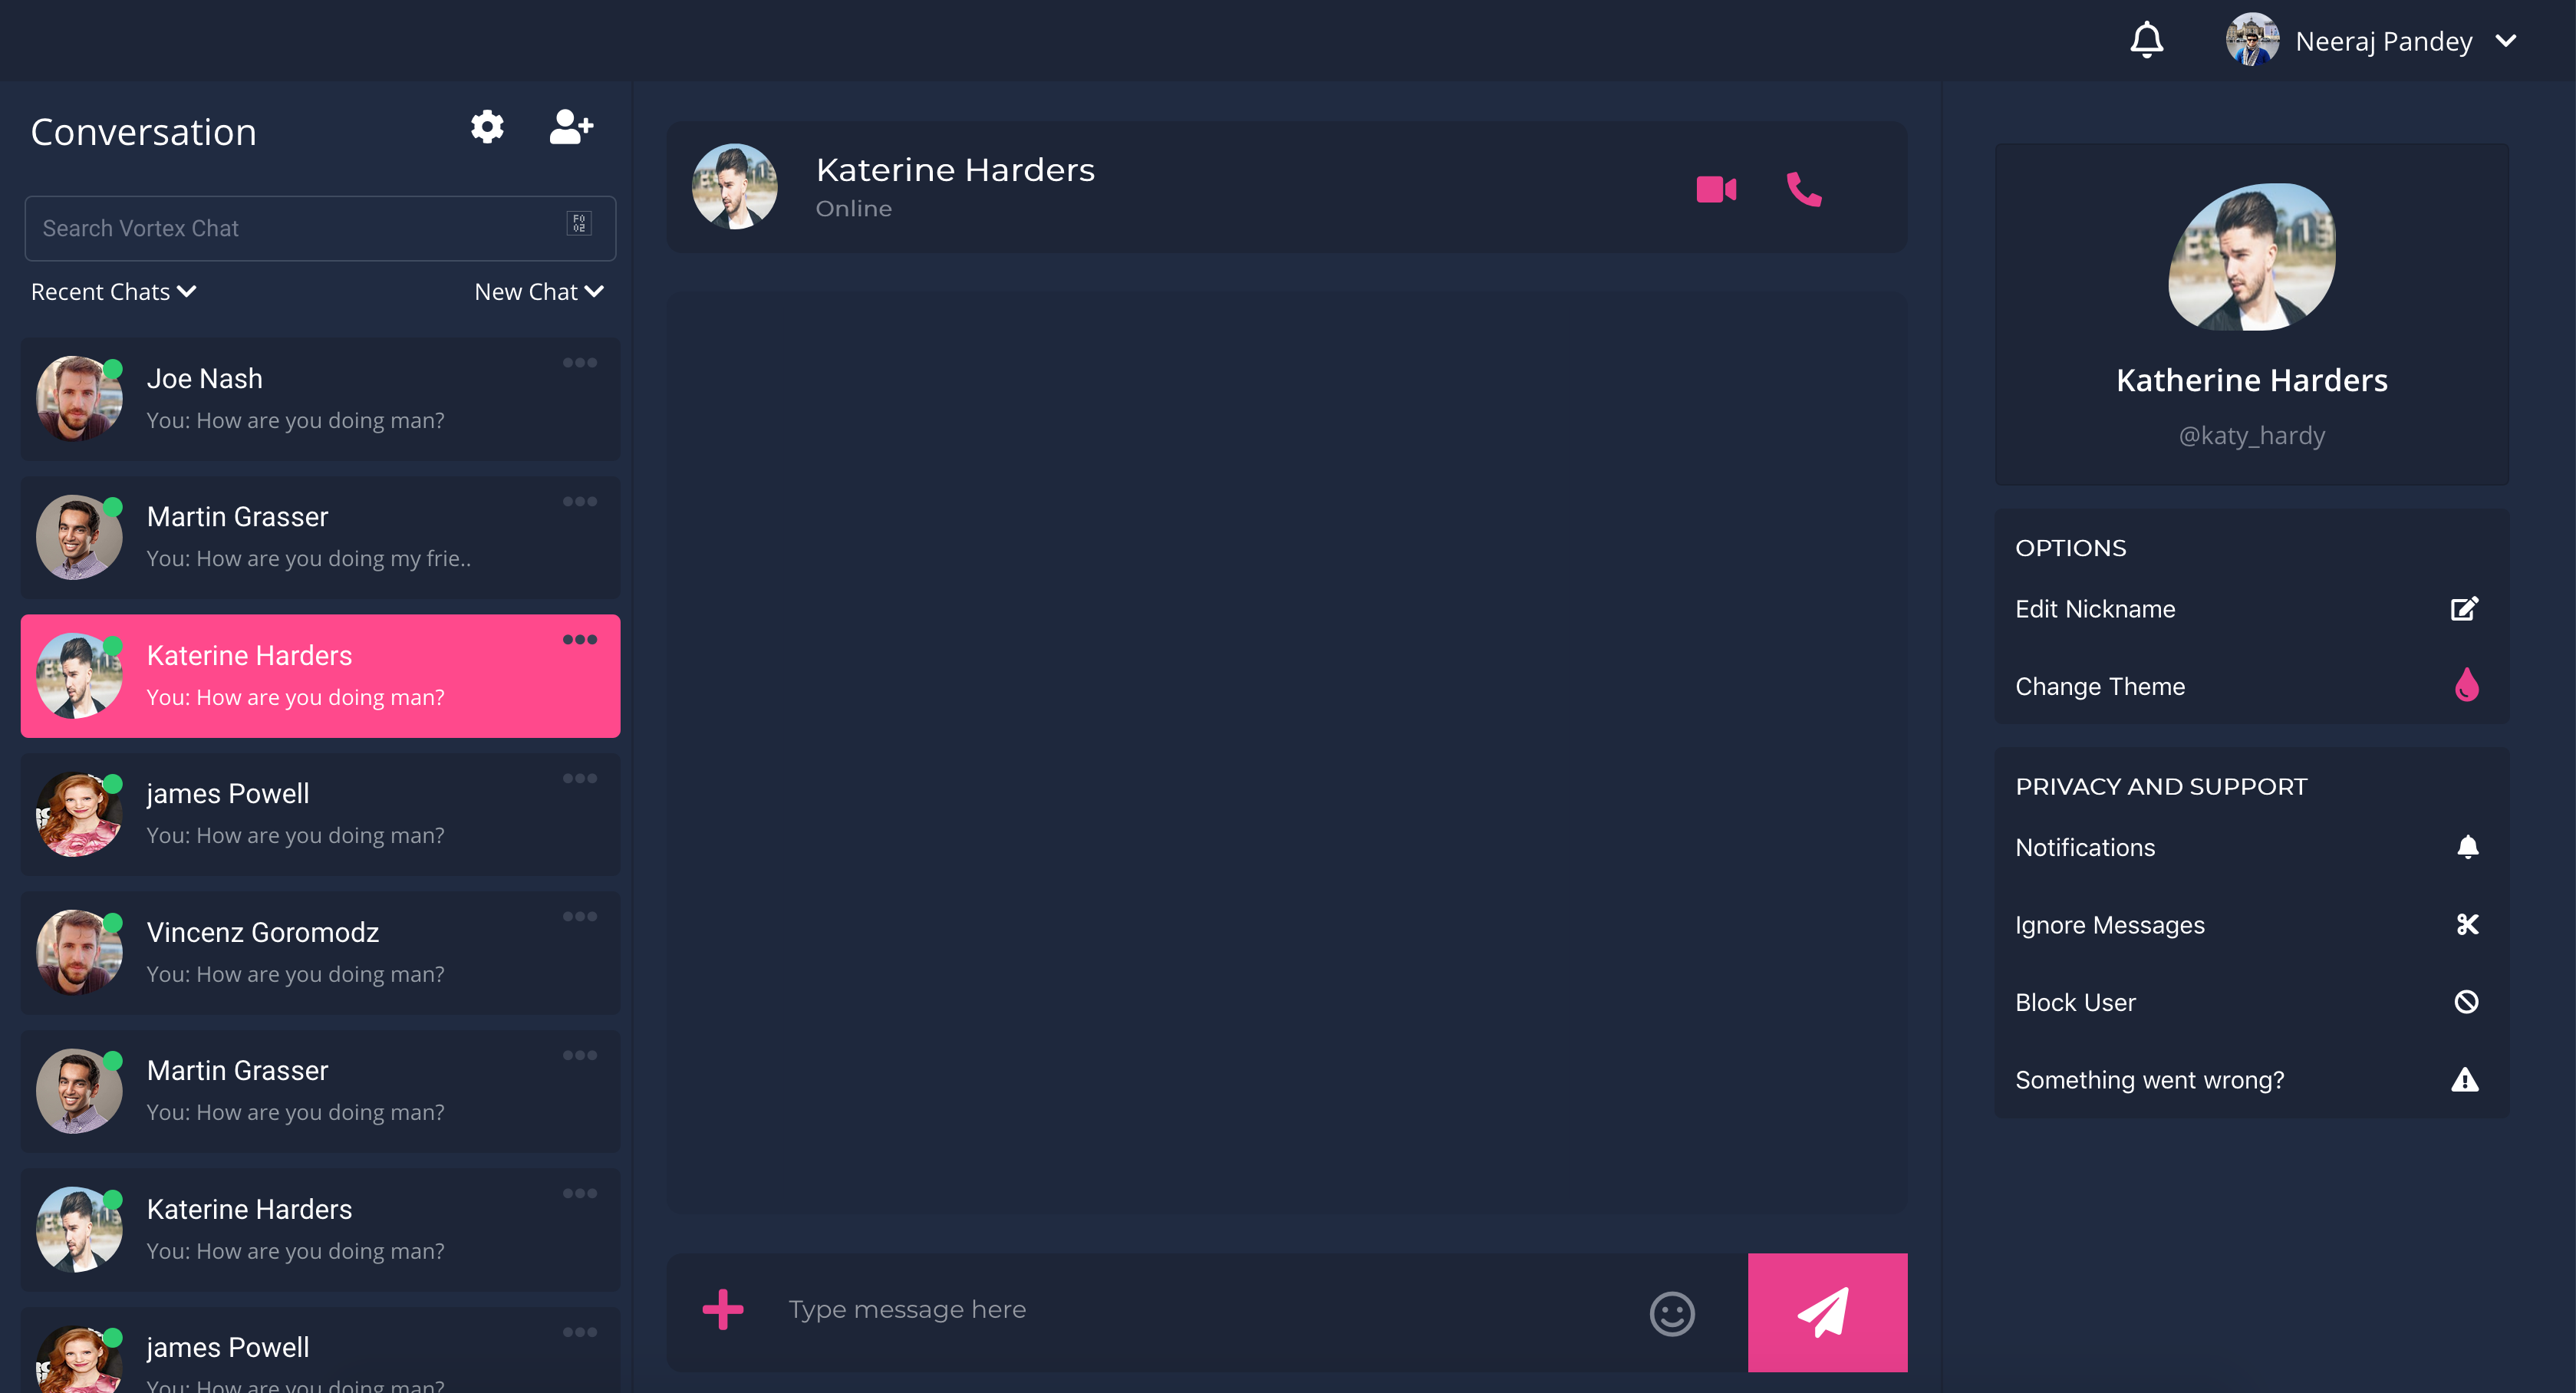 Neeraj Pandey
Conversation
Search Vortex Chat
F0
02
Recent Chats
New Chat
Joe Nash
You: How are you doing man?
Martin Grasser
You: How are you doing my frie..
Katerine Harders
You: How are you doing man?
james Powell
You: How are you doing man?
Vincenz Goromodz
You: How are you doing man?
Martin Grasser
You: How are you doing man?
Katerine Harders
You: How are you doing man?
james Powell
You: How are you doing man?
Katerine Harders
Online
Type message here
Katherine Harders
@katy_hardy
OPTIONS
Edit Nickname
Change Theme
PRIVACY AND SUPPORT
Notifications
Ignore Messages
Block User
Something went wrong?